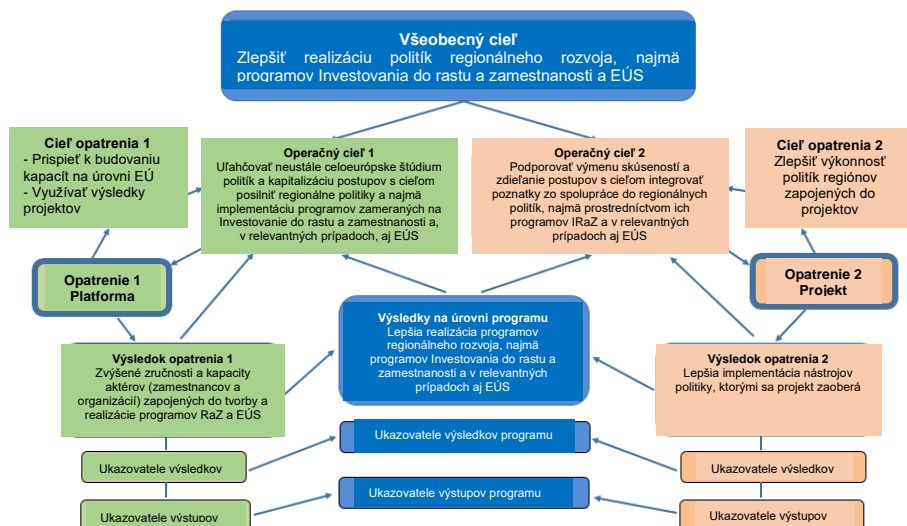 Všeobecný cieľ
Zlepšiť realizáciu politík regionálneho rozvoja, najmä
programov Investovania do rastu a zamestnanosti a EÚS
Cieľ opatrenia 1
- Prispieť k budovaniu
kapacít na úrovni EÚ
- Využívať výsledky
projektov
Operačný cieľ 1
Uľahčovať neustále celoeurópske štúdium
politík a kapitalizáciu postupov s cieľom
posilniť regionálne politiky a najmä
implementáciu programov zameraných na
Investovanie do rastu a zamestnanosti a,
v relevantných prípadoch, aj EÚS
Operačný cieľ 2
Podporovať výmenu skúseností a
zdieľanie postupov s cieľom integrovať
poznatky zo spolupráce do regionálnych
politík, najmä prostredníctvom ich
programov IRaZ a v relevantných
prípadoch aj EÚS
Cieľ opatrenia 2
Zlepšiť výkonnosť
politík regiónov
zapojených do
projektov
Opatrenie 1
Platforma
Opatrenie 2
Projekt
Výsledky na úrovni programu
Lepšia realizácia programov
regionálneho rozvoja, najmä
programov Investovania do rastu a
zamestnanosti a v relevantných
prípadoch aj EÚS
Výsledok opatrenia 1
Zvýšené zručnosti a kapacity
aktérov (zamestnancov a
organizácií) zapojených do tvorby a
realizácie programov RaZ a EÚS
Výsledok opatrenia 2
Lepšia implementácia nástrojov
politiky, ktorými sa projekt zaoberá
Ukazovatele výsledkov programu
Ukazovatele výsledkov
Ukazovatele výsledkov
Ukazovatele výstupov programu
Ukazovatele výstupov
Ukazovatele výstupov